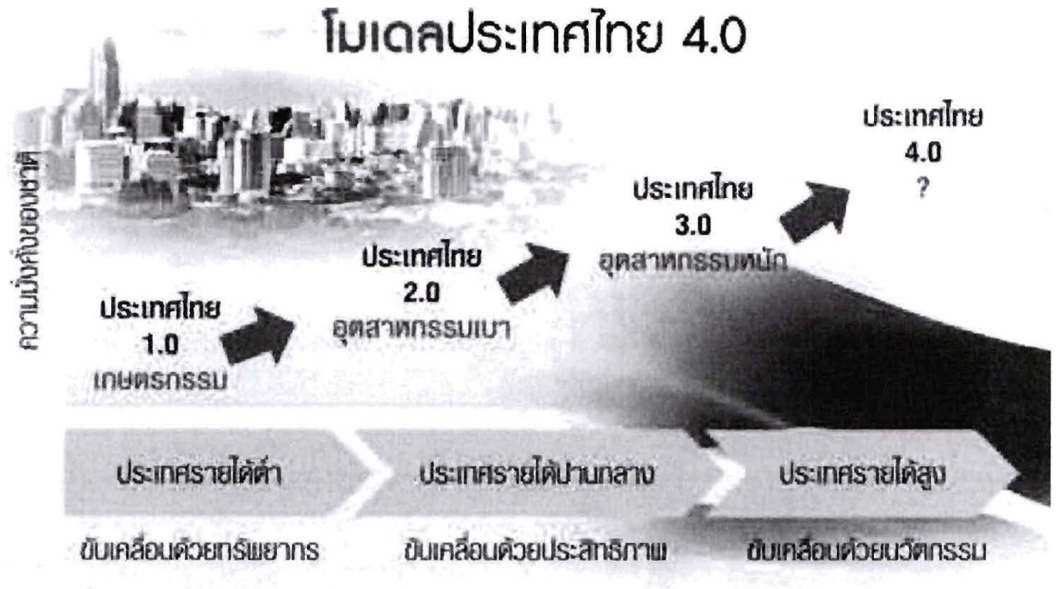 โมเดลประเทศไทย 4.0
ความมั่งคั่งของชาติ
ประเทศไทย
1.0
เกษตรกรรม
ประเทศไทย
2.0
อุตสาหกรรมเบา
ประเทศไทย
3.0
อุตสาหกรรมหนัก
ประเทศไทย
4.0
?
ประเทศรายได้ต่ำ
ประเทศรายได้ปานกลาง
ประเทศรายได้สูง
ขับเคลื่อนด้วยทรัพยากร
ขับเคลื่อนด้วยประสิทธิภาพ
ขับเคลื่อนด้วยนวัตกรรม